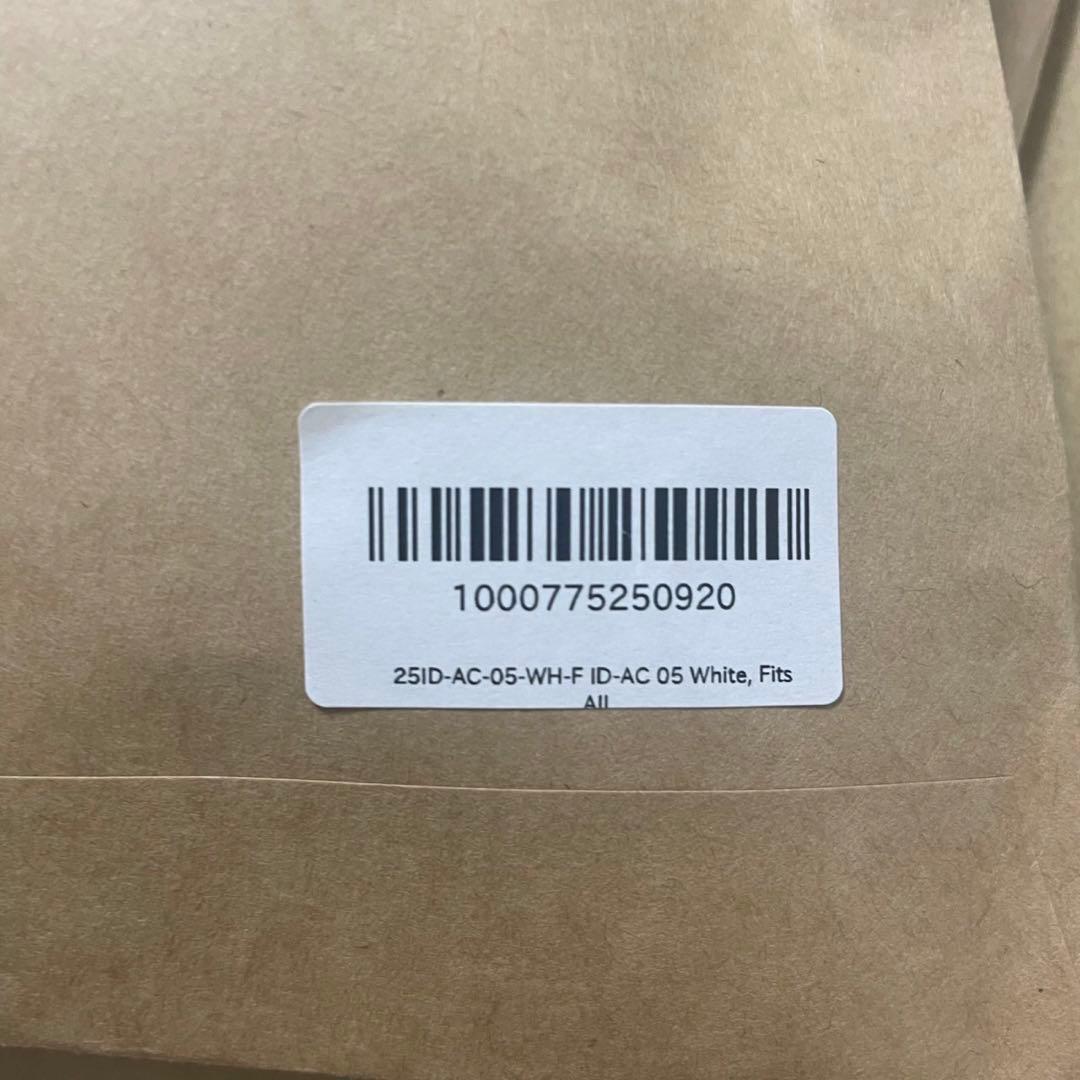 1000775250920
25ID-AC-05-WH-F ID-AC 05 White, Fits
All